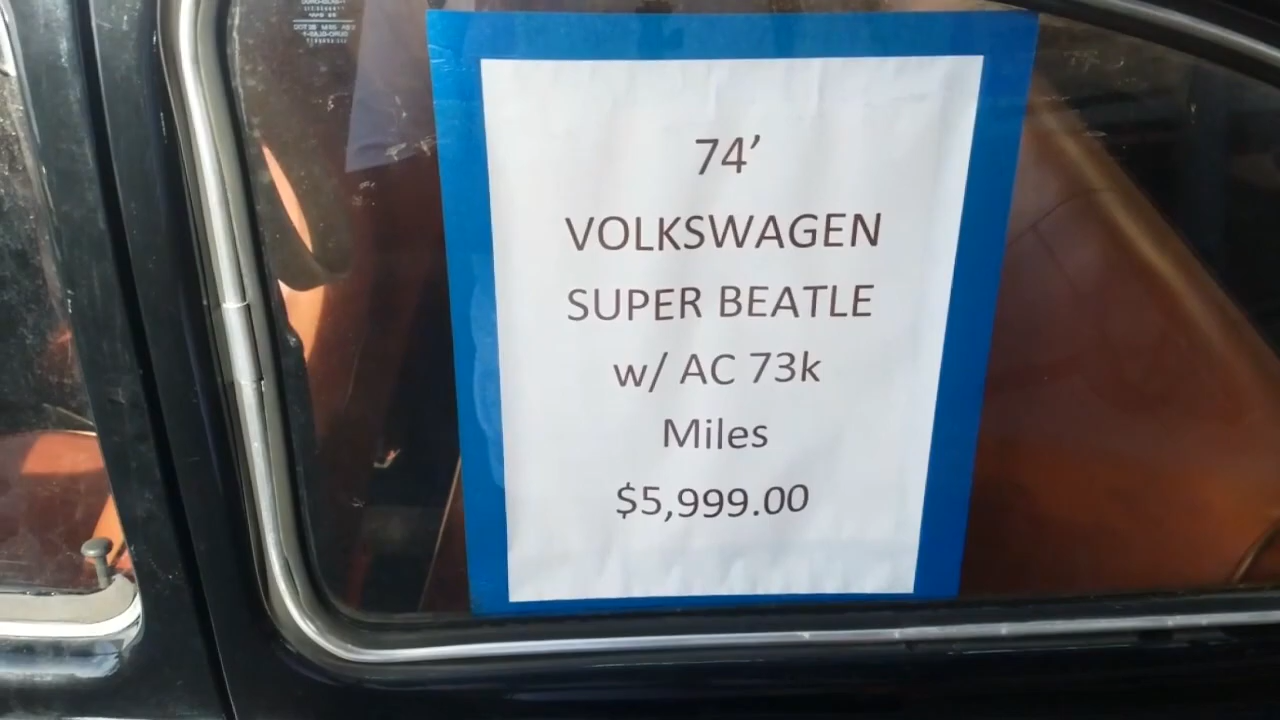 74’
VOLKSWAGEN
SUPER BEATLE
w/ AC 73k
Miles
$5,999.00